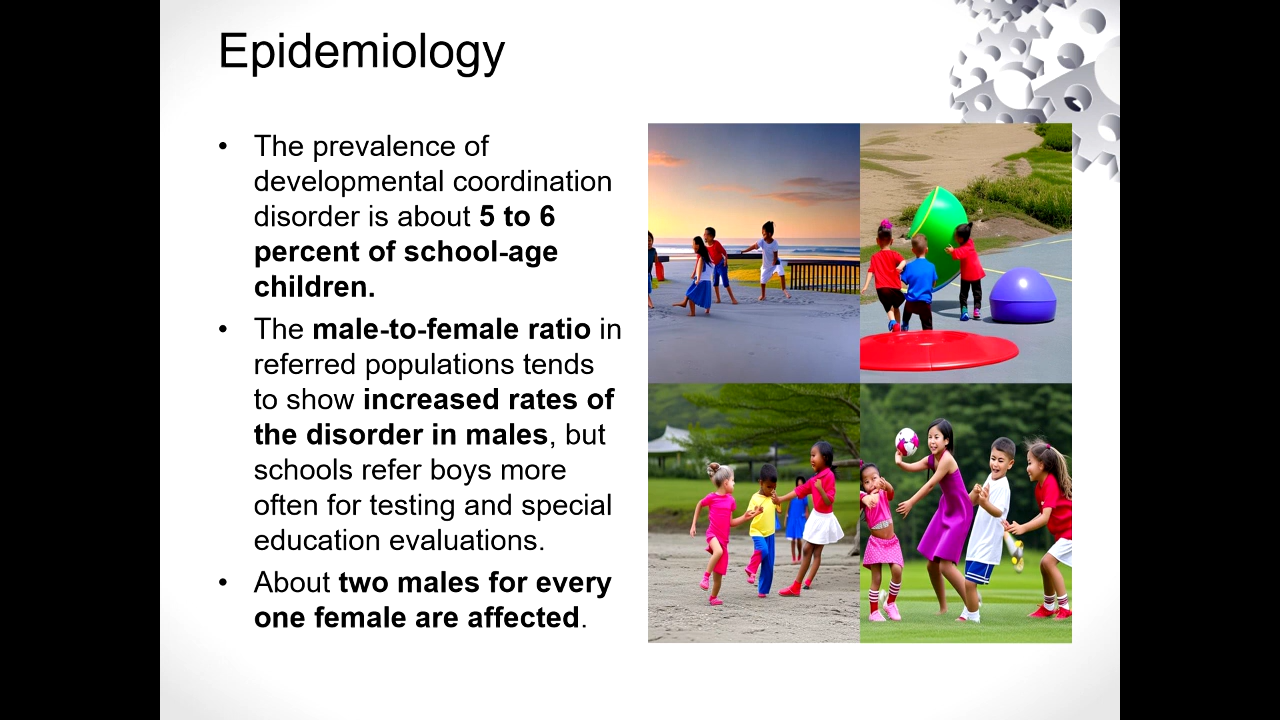 Epidemiology
• The prevalence of
developmental coordination
disorder is about 5 to 6
percent of school-age
children.
• The male-to-female ratio in
referred populations tends
to show increased rates of
the disorder in males, but
schools refer boys more
often for testing and special
education evaluations.
• About two males for every
one female are affected.